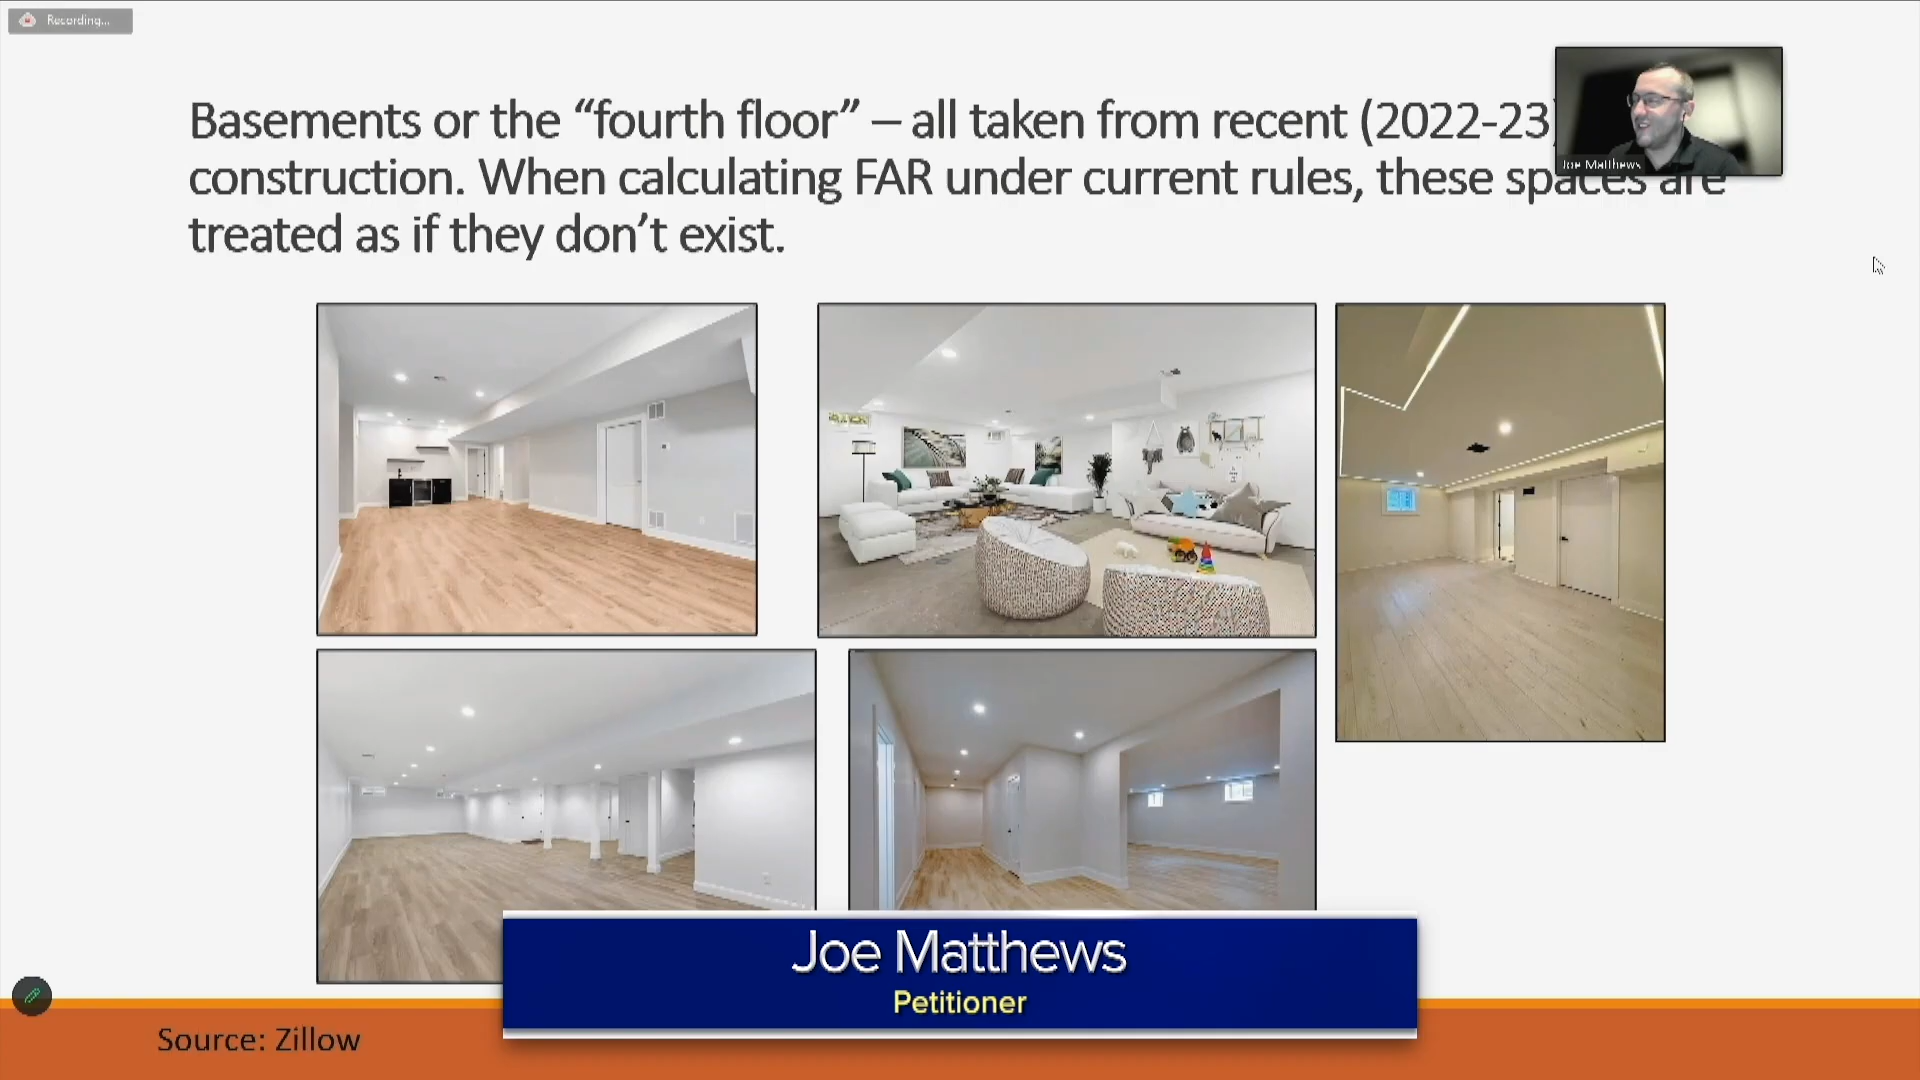 Recording...
Basements or the “fourth floor” – all taken from recent (2022-23)
construction. When calculating FAR under current rules, these spaces are
treated as if they don’t exist.
Joe Matthews
Joe Matthews
Petitioner
Source: Zillow